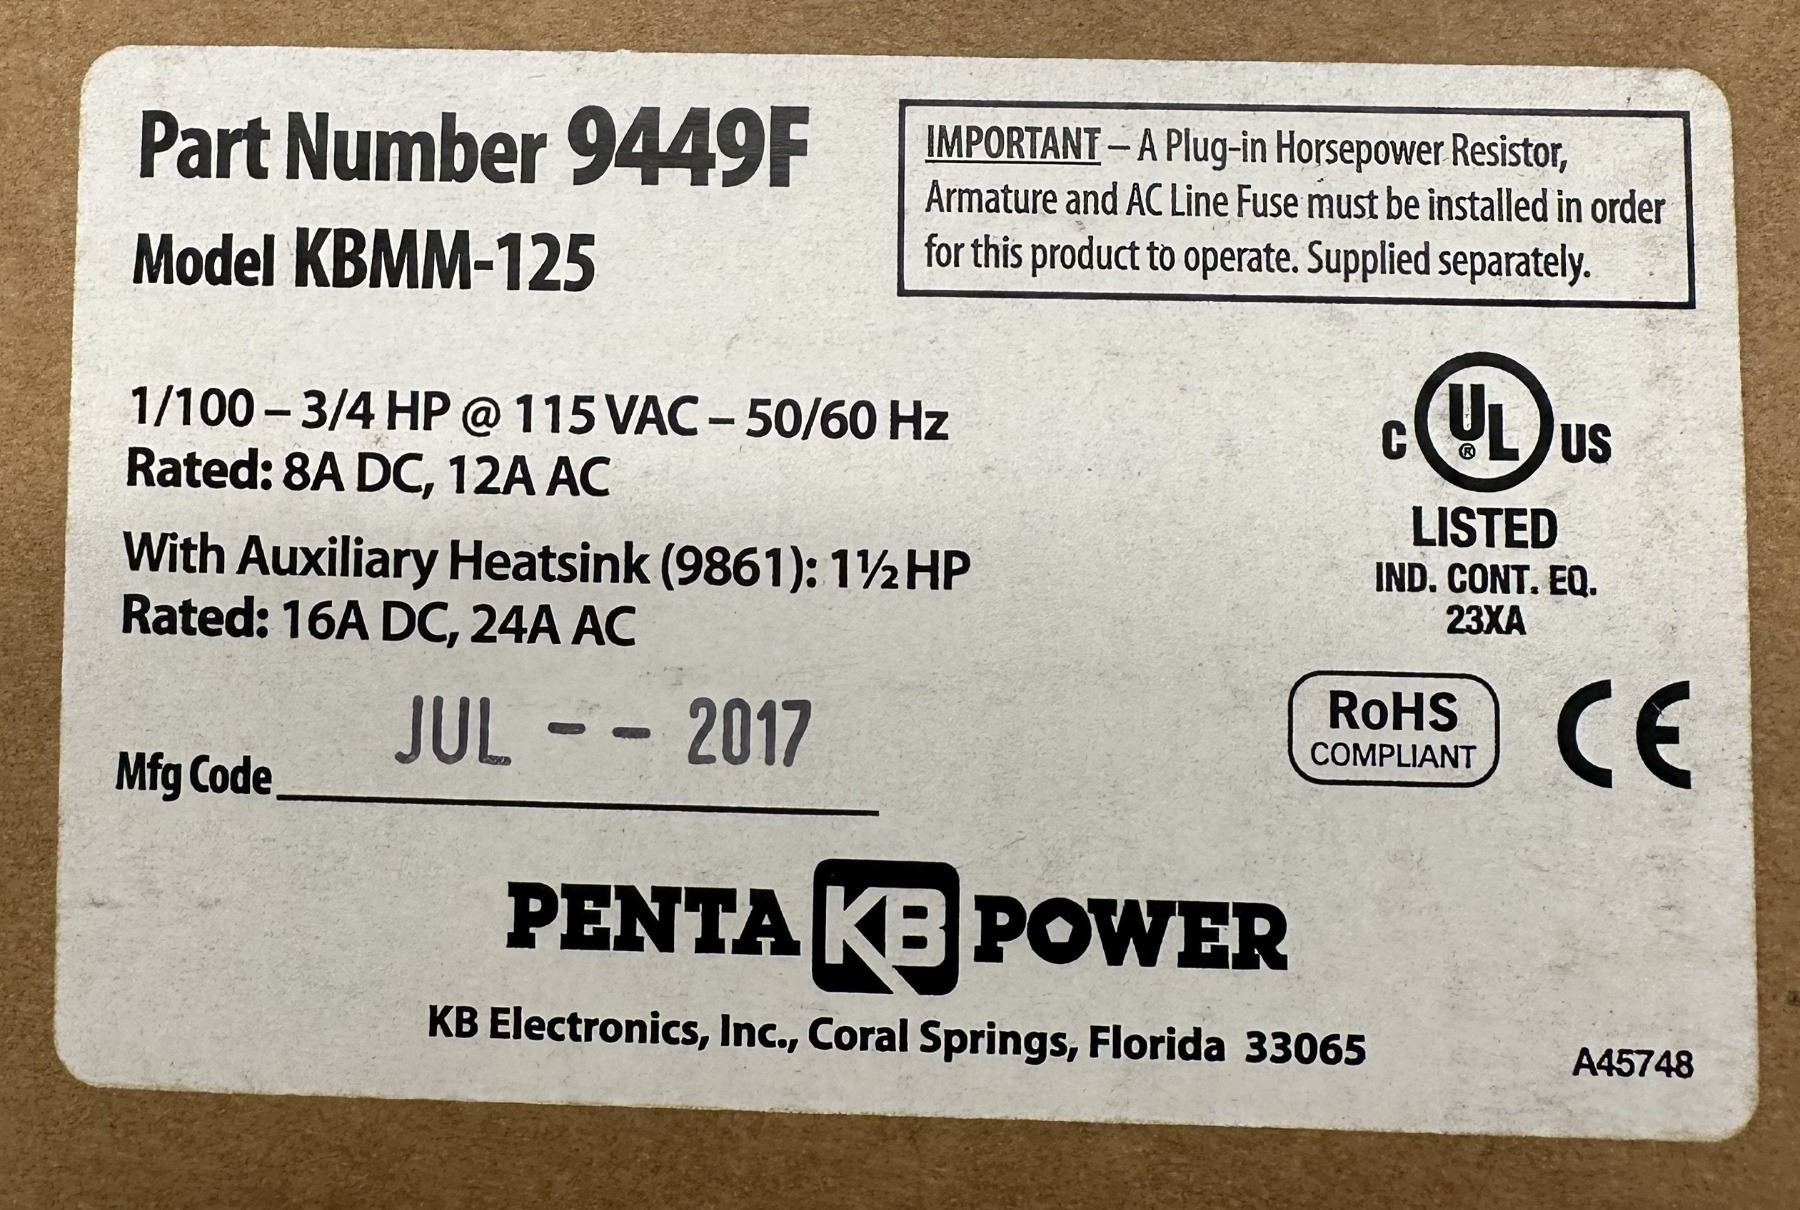 Part Number 9449F
Model KBMM-125
IMPORTANT – A Plug-in Horsepower Resistor,
Armature and AC Line Fuse must be installed in order
for this product to operate. Supplied separately.
1/100 – 3/4 HP @ 115 VAC – 50/60 Hz
Rated: 8A DC, 12A AC
With Auxiliary Heatsink (9861): 1½ HP
Rated: 16A DC, 24A AC
C UL® US
LISTED
IND. CONT. EQ.
23XA
JUL -- 2017
Mfg Code
RoHS
COMPLIANT
CE
PENTA KB POWER
KB Electronics, Inc., Coral Springs, Florida 33065
A45748